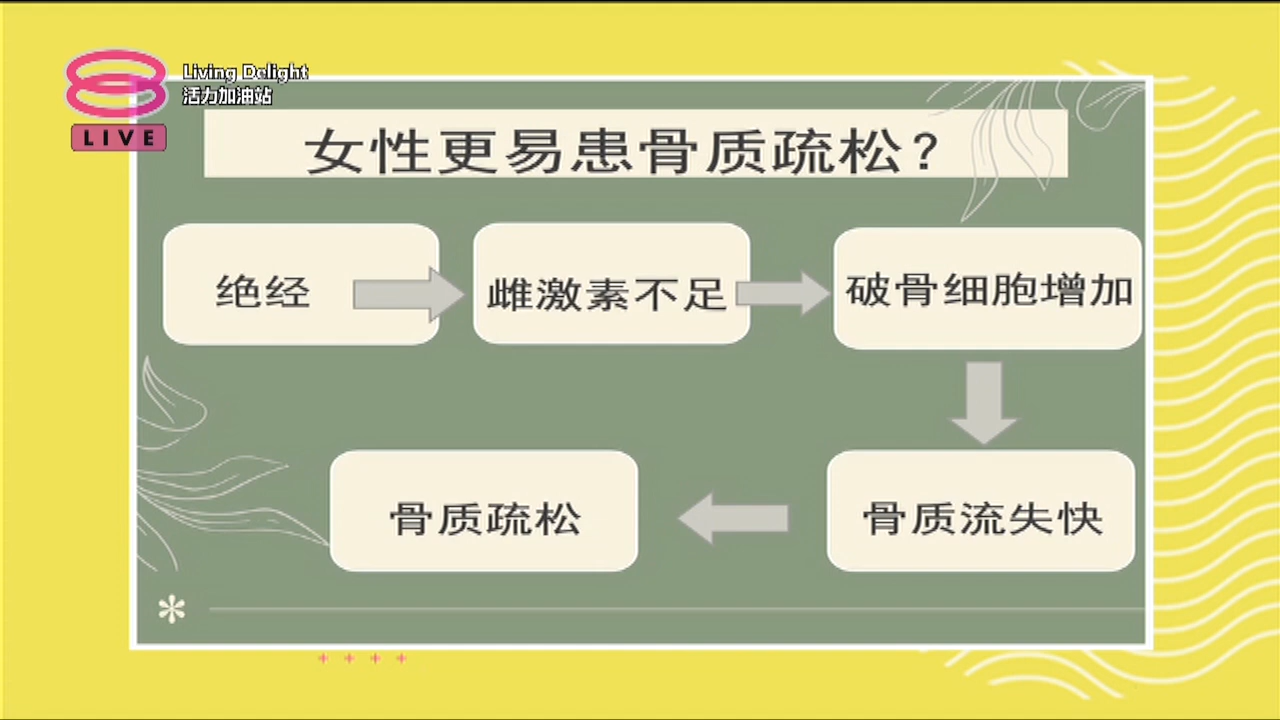 Living Delight
活力加油站
LIVE
女性更易患骨质疏松?
绝经
雌激素不足
破骨细胞增加
骨质流失快
骨质疏松